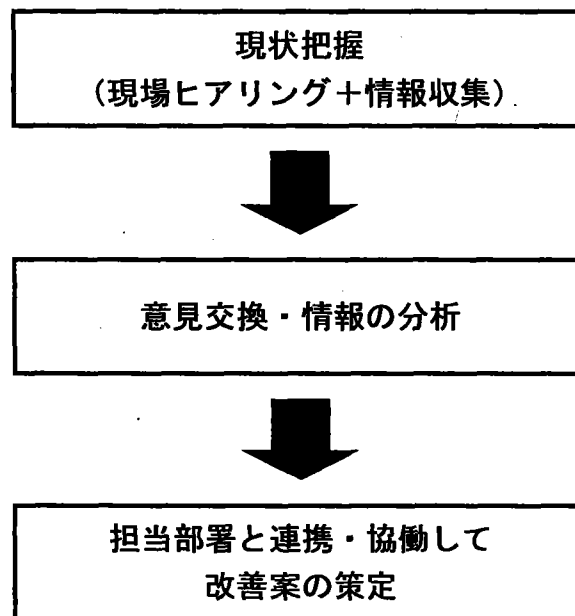 現状把握
（現場ヒアリング＋情報収集）
意見交換・情報の分析
担当部署と連携・協働して
改善案の策定